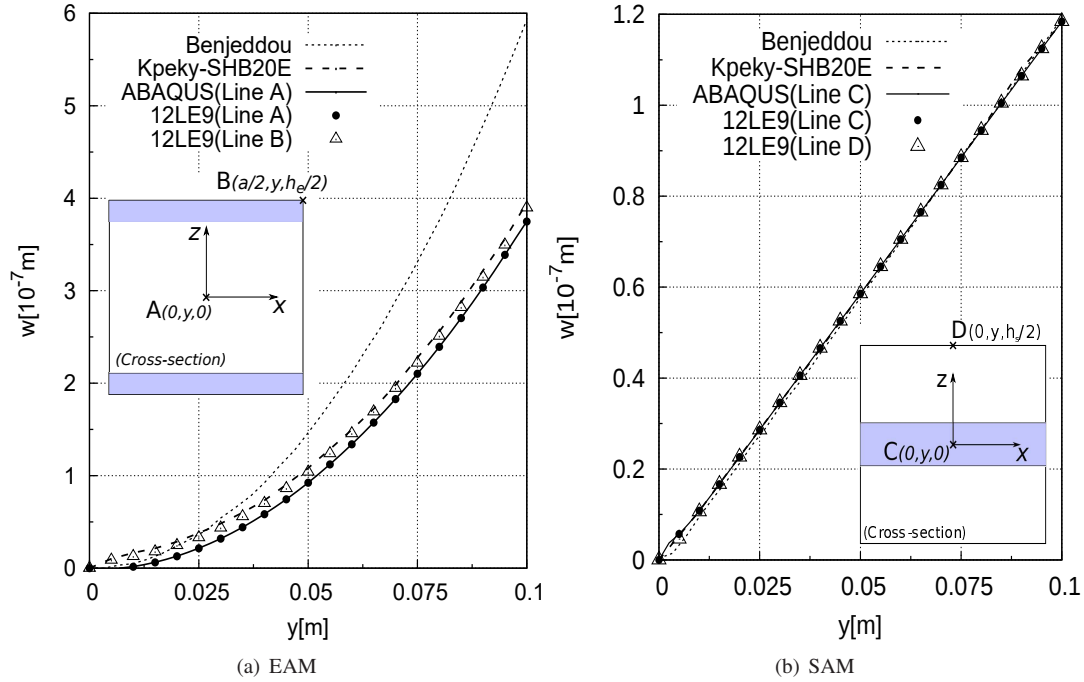 6
5
4
3
2
1
0
w[10⁻⁷m]
Benjeddou
Kpeky-SHB20E
ABAQUS(Line A)
12LE9(Line A)
12LE9(Line B)
B(a/2,y,hₑ/2)
z
A(0,y,0)
x
(Cross-section)
0 0.025 0.05 0.075 0.1
y[m]
(a) EAM
1.2
1
0.8
0.6
0.4
0.2
0
w[10⁻⁷m]
Benjeddou
Kpeky-SHB20E
ABAQUS(Line C)
12LE9(Line C)
12LE9(Line D)
D(0,y,hₛ/2)
z
C(0,y,0)
x
(Cross-section)
0 0.025 0.05 0.075 0.1
y[m]
(b) SAM